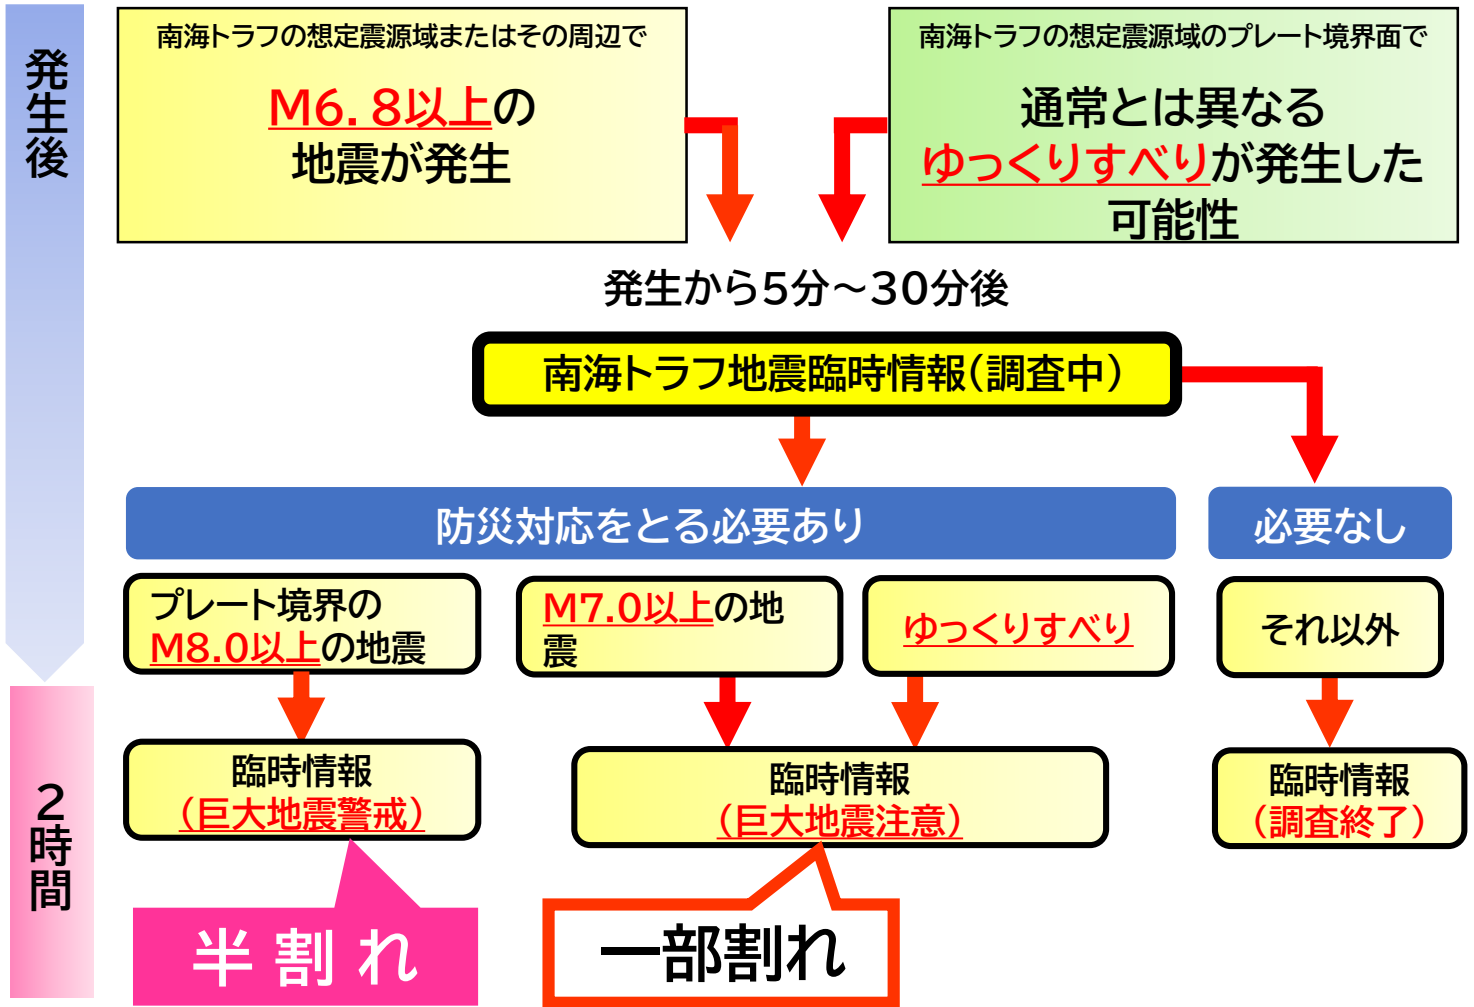 発生後
南海トラフの想定震源域またはその周辺で
M6.8以上の
地震が発生
南海トラフの想定震源域のプレート境界面で
通常とは異なる
ゆっくりすべりが発生した
可能性
発生から5分～30分後
南海トラフ地震臨時情報(調査中)
防災対応をとる必要あり
必要なし
プレート境界の
M8.0以上の地震
M7.0以上の地
震
ゆっくりすべり
それ以外
2時間
臨時情報
(巨大地震警戒)
臨時情報
(巨大地震注意)
臨時情報
(調査終了)
半割れ
一部割れ